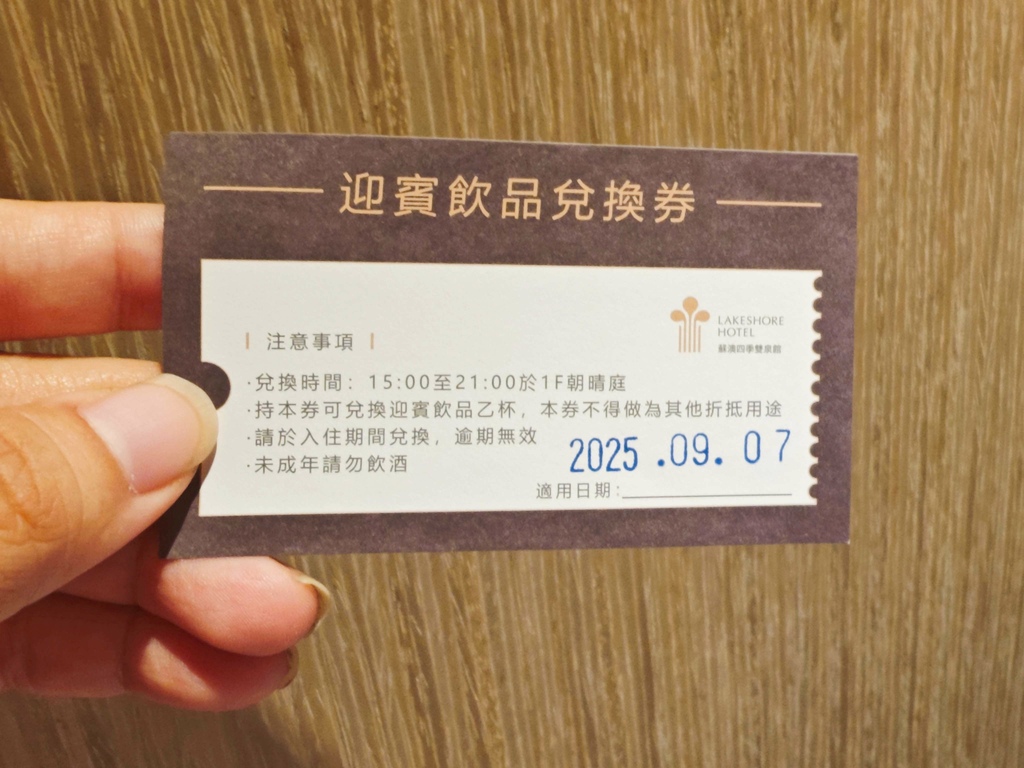 迎賓飲品兌換券
LAKESHORE
HOTEL
蘇澳四季雙泉館
注意事項
·兌換時間：15:00至21:00於1F朝晴庭
·持本券可兌換迎賓飲品乙杯，本券不得做為其他折抵用途
·請於入住期間兌換，逾期無效
·未成年請勿飲酒
2025.09.07
適用日期：